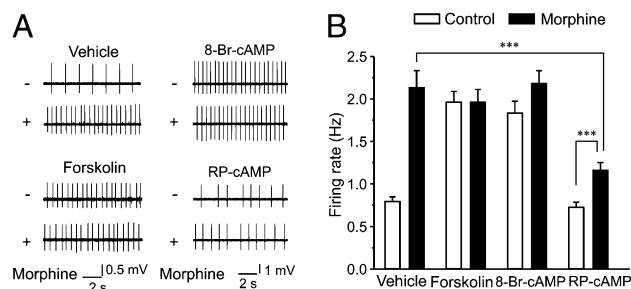 A
Vehicle
-
+
8-Br-cAMP
-
+
Forskolin
-
+
RP-cAMP
-
+
Morphine 0.5 mV
2 s
1 mV
2 s
B
Control Morphine
Firing rate (Hz)
2.5
2.0
1.5
1.0
0.5
0.0
***
***
Vehicle Forskolin 8-Br-cAMP RP-cAMP